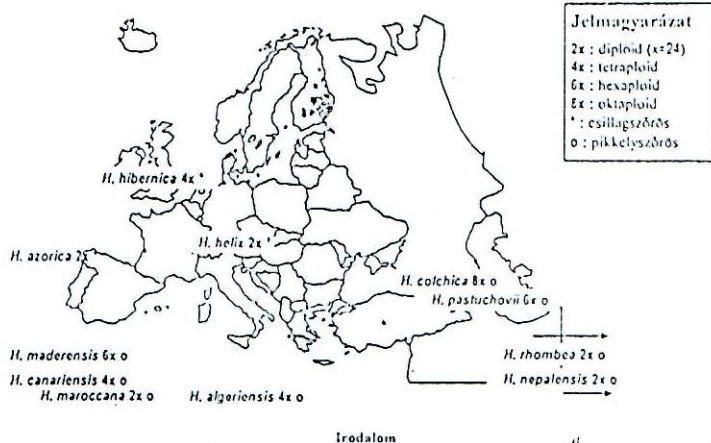 Jelmagyarázat
2x : diploid (x=24)
4x : tetraploid
6x : hexaploid
8x : oktaploid
* : csillagszőrös
o : pikkelyszőrös
H. hibernica 4x *
H. helix 2x *
H. azorica 2x
H. colchica 8x o
H. pastuchovii 6x o
H. maderensis 6x o
H. rhombea 2x o
H. canariensis 4x o
H. nepalensis 2x o
H. maroccana 2x o
H. algeriensis 4x o
Irodalom